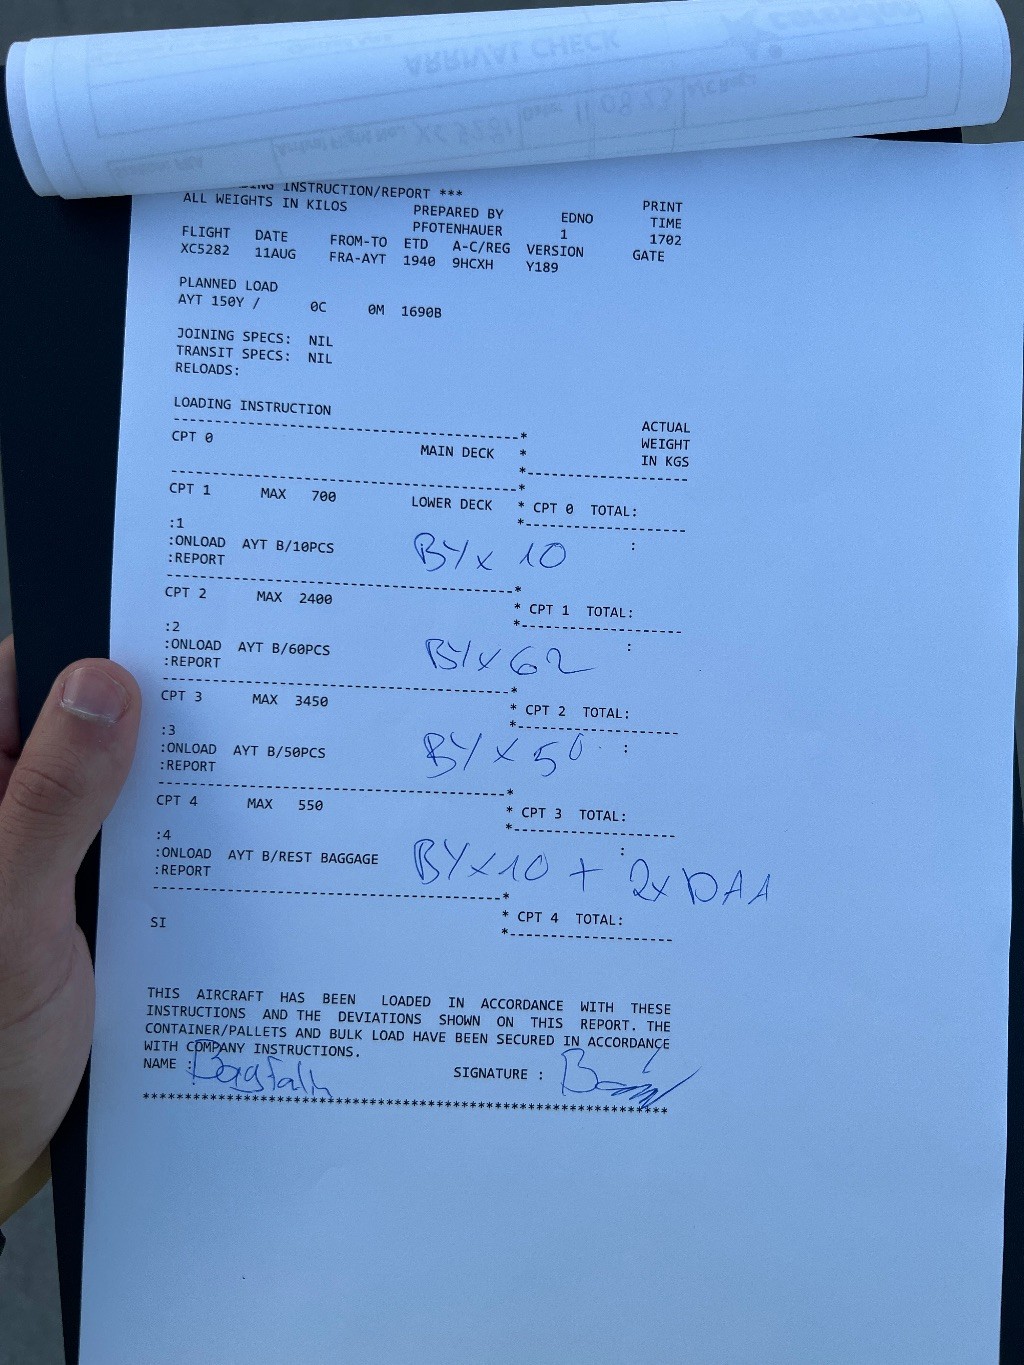 ARRIVAL CHECK
Arrival Flight No.: XC 5281 Date: 11.08.23
INSTRUCTION/REPORT ***
ALL WEIGHTS IN KILOS PREPARED BY EDNO PRINT
PFOTENHAUER 1 TIME
FLIGHT DATE FROM-TO ETD A-C/REG VERSION 1702
XC5282 11AUG FRA-AYT 1940 9HCXH Y189 GATE
PLANNED LOAD
AYT 150Y / 0C 0M 1690B
JOINING SPECS: NIL
TRANSIT SPECS: NIL
RELOADS:
LOADING INSTRUCTION
--------------------* ACTUAL
CPT 0 MAIN DECK * WEIGHT
IN KGS
*--------------------
--------------------*
CPT 1 MAX 700 LOWER DECK * CPT 0 TOTAL:
*--------------------
:1
:ONLOAD AYT B/10PCS BY x 10 :
:REPORT
--------------------*
CPT 2 MAX 2400 * CPT 1 TOTAL:
*--------------------
:2
:ONLOAD AYT B/60PCS BY x 62 :
:REPORT
--------------------*
CPT 3 MAX 3450 * CPT 2 TOTAL:
*--------------------
:3
:ONLOAD AYT B/50PCS BY x 50 :
:REPORT
--------------------*
CPT 4 MAX 550 * CPT 3 TOTAL:
*--------------------
:4
:ONLOAD AYT B/REST BAGGAGE BY x 10 + 2x DAA :
:REPORT
--------------------*
SI * CPT 4 TOTAL:
*--------------------
THIS AIRCRAFT HAS BEEN LOADED IN ACCORDANCE WITH THESE
INSTRUCTIONS AND THE DEVIATIONS SHOWN ON THIS REPORT. THE
CONTAINER/PALLETS AND BULK LOAD HAVE BEEN SECURED IN ACCORDANCE
WITH COMPANY INSTRUCTIONS.
NAME : SIGNATURE :
************************************************************